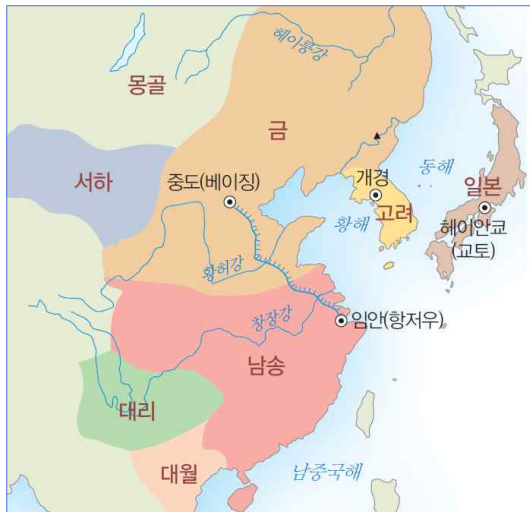 헤이룽강
몽골
금
서하
중도(베이징)
개경
고려
동해
일본
헤이안쿄
(교토)
황해
황허강
창장강
임안(항저우)
남송
대리
대월
남중국해